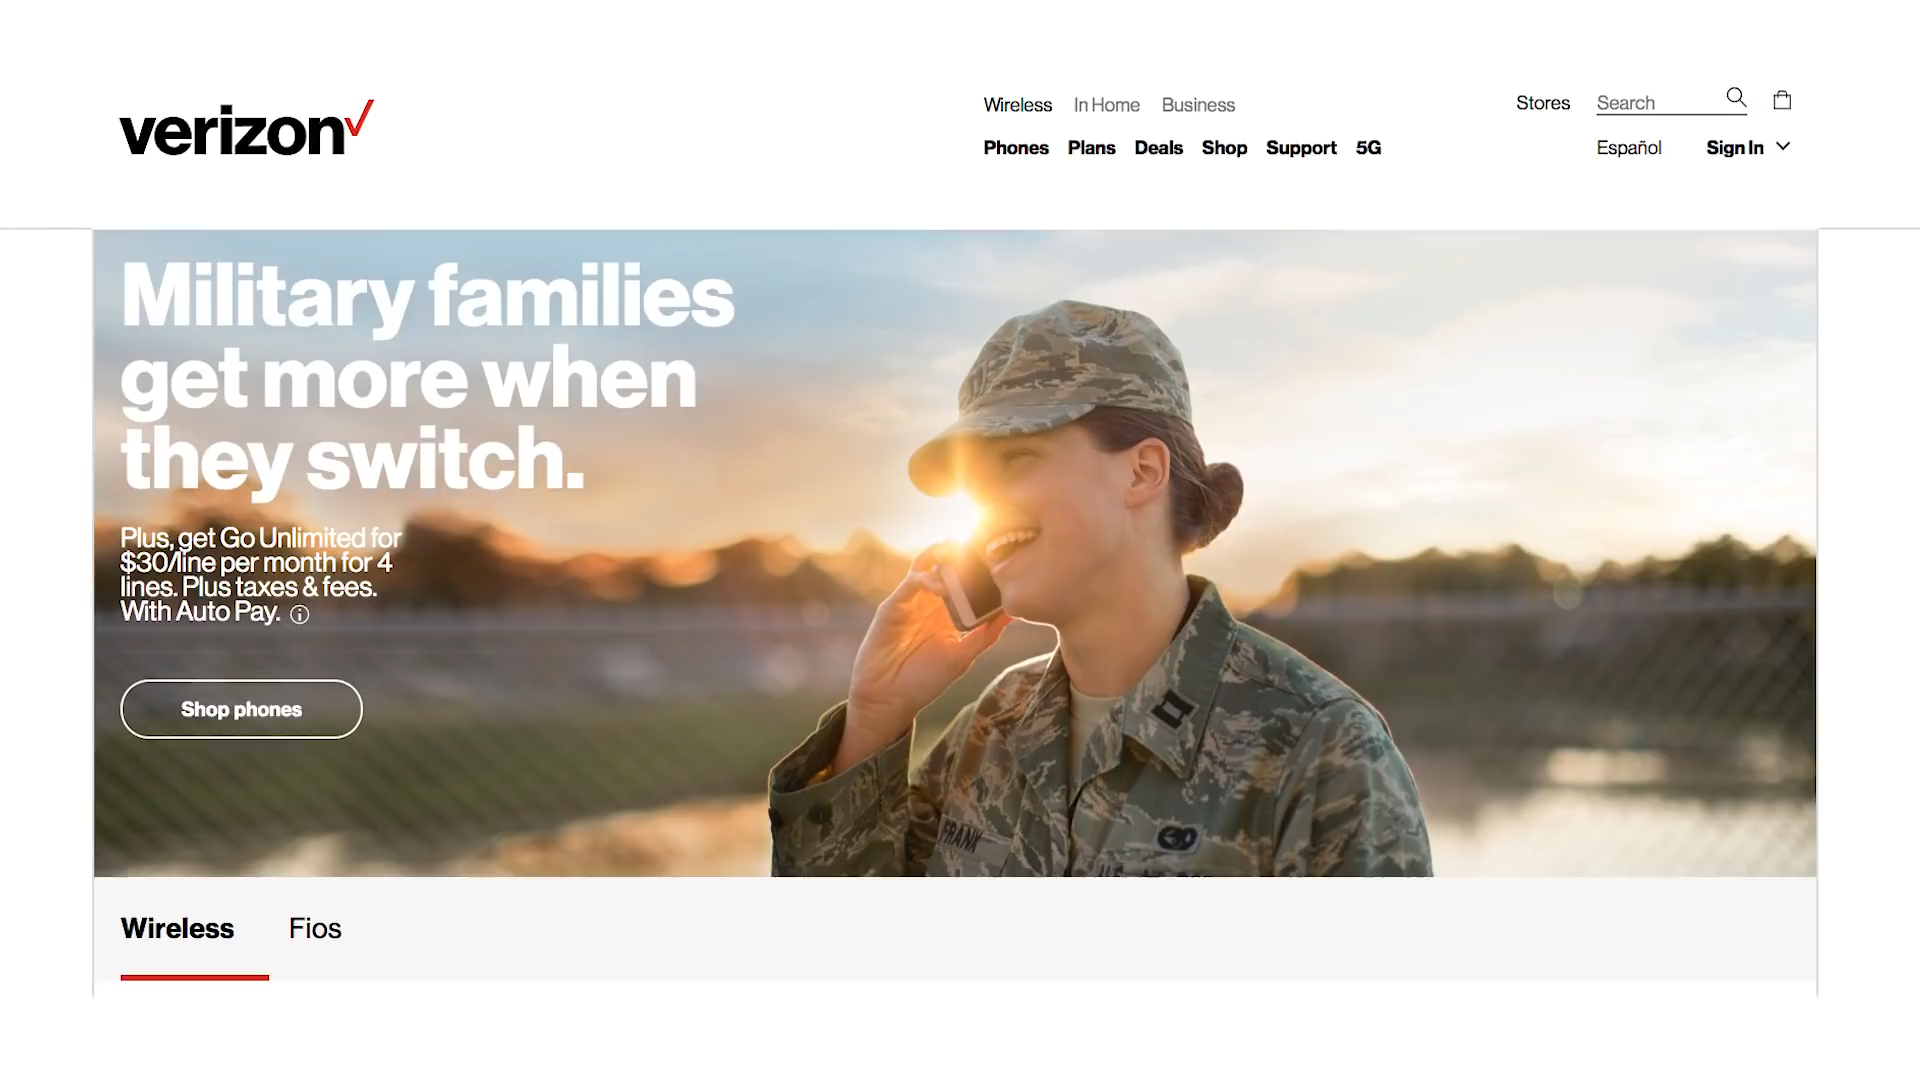 verizon
Wireless In Home Business
Phones Plans Deals Shop Support 5G
Stores Search
Español Sign In
Military families
get more when
they switch.
Plus, get Go Unlimited for
$30/line per month for 4
lines. Plus taxes & fees.
With Auto Pay.
Shop phones
FRANK
Wireless Fios